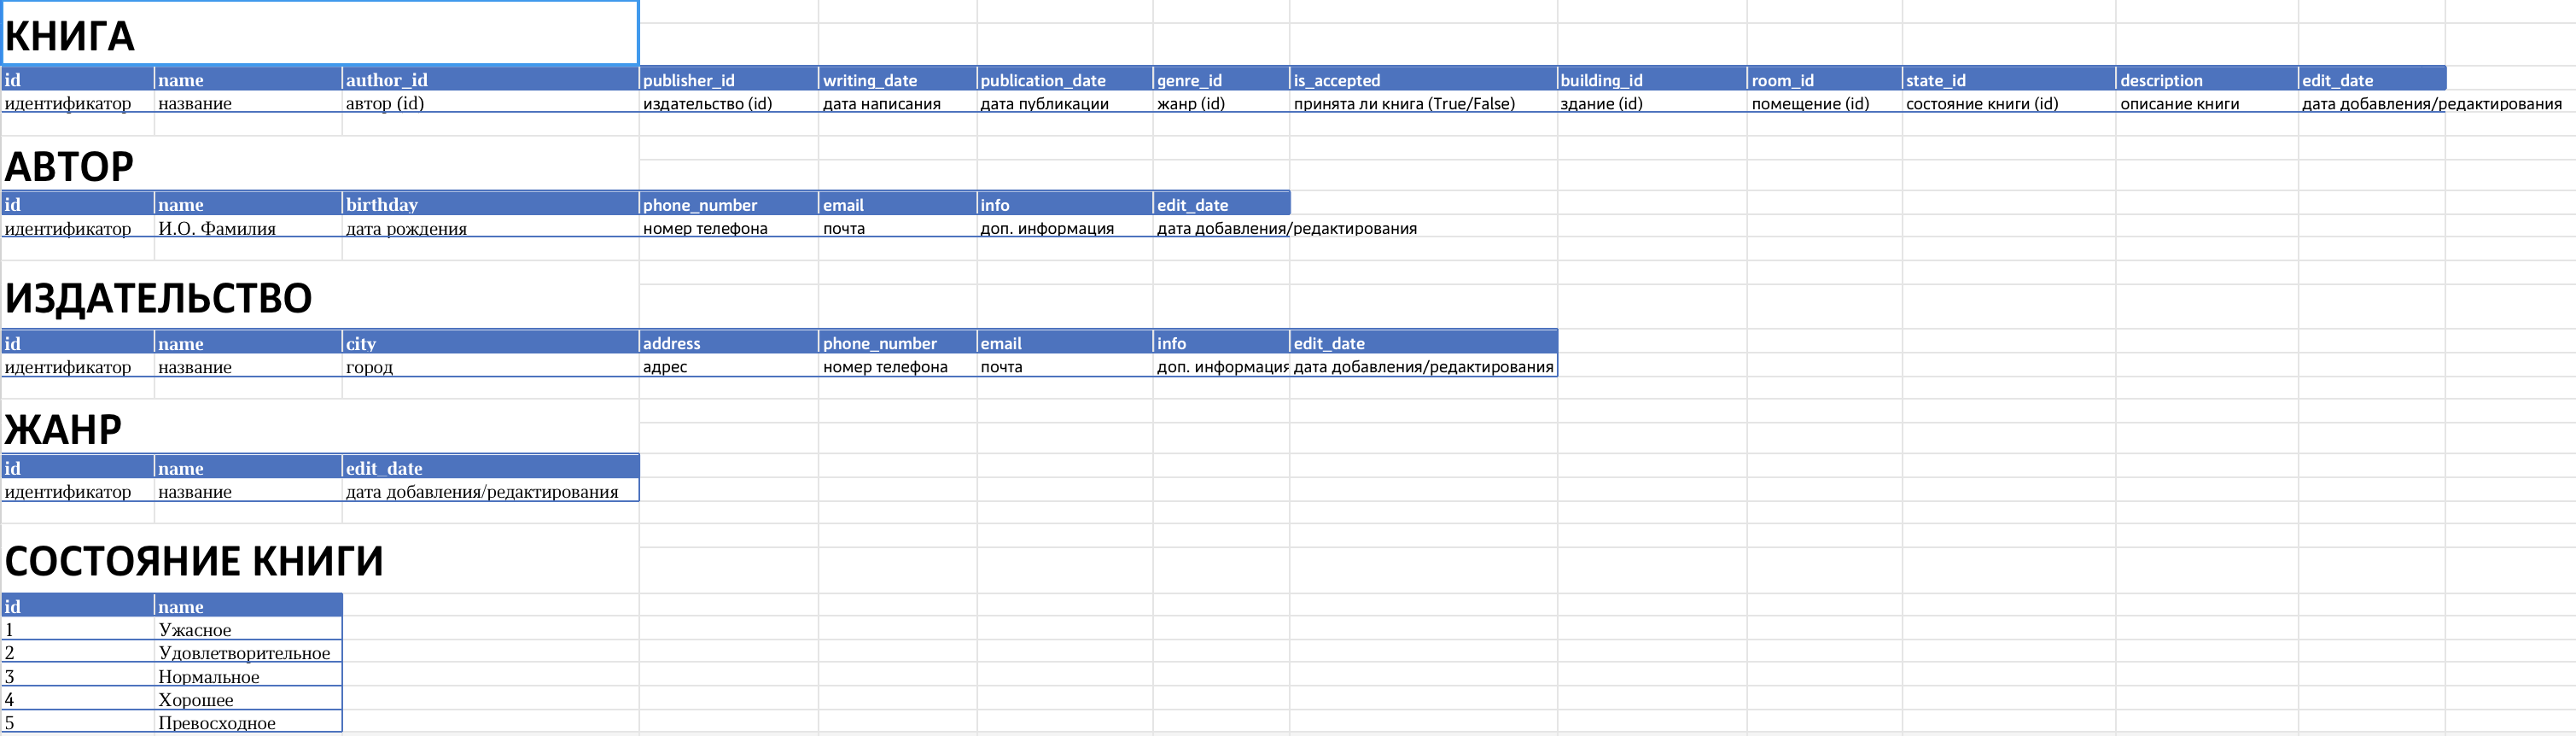 КНИГА
id name author_id publisher_id writing_date publication_date genre_id is_accepted building_id room_id state_id description edit_date
идентификатор название автор (id) издательство (id) дата написания дата публикации жанр (id) принята ли книга (True/False) здание (id) помещение (id) состояние книги (id) описание книги дата добавления/редактирования
АВТОР
id name birthday phone_number email info edit_date
идентификатор И.О. Фамилия дата рождения номер телефона почта доп. информация дата добавления/редактирования
ИЗДАТЕЛЬСТВО
id name city address phone_number email info edit_date
идентификатор название город адрес номер телефона почта доп. информация дата добавления/редактирования
ЖАНР
id name edit_date
идентификатор название дата добавления/редактирования
СОСТОЯНИЕ КНИГИ
id name
1 Ужасное
2 Удовлетворительное
3 Нормальное
4 Хорошее
5 Превосходное